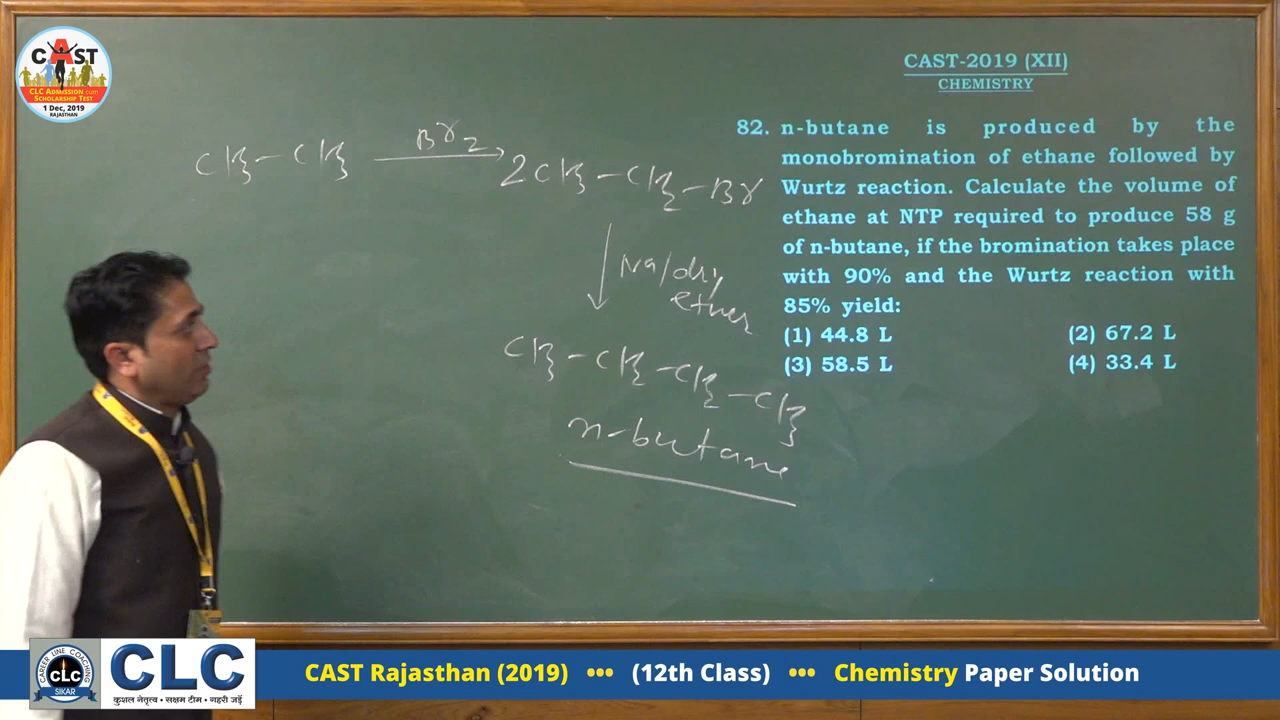 CAST
CLC ADMISSION cum
SCHOLARSHIP TEST
1 Dec, 2019
RAJASTHAN
CAST-2019 (XII)
CHEMISTRY
82. n-butane is produced by the
monobromination of ethane followed by
Wurtz reaction. Calculate the volume of
ethane at NTP required to produce 58 g
of n-butane, if the bromination takes place
with 90% and the Wurtz reaction with
85% yield:
(1) 44.8 L (2) 67.2 L
(3) 58.5 L (4) 33.4 L
CH3-CH3 Br2 2CH3-CH2-Br
Na/dry
ether
CH3-CH2-CH2-CH3
n-butane
CAREER LINE COACHING
CLC
SIKAR
CLC
कुशल नेतृत्व • सक्षम टीम • गहरी जड़ें
CAST Rajasthan (2019) ••• (12th Class) ••• Chemistry Paper Solution